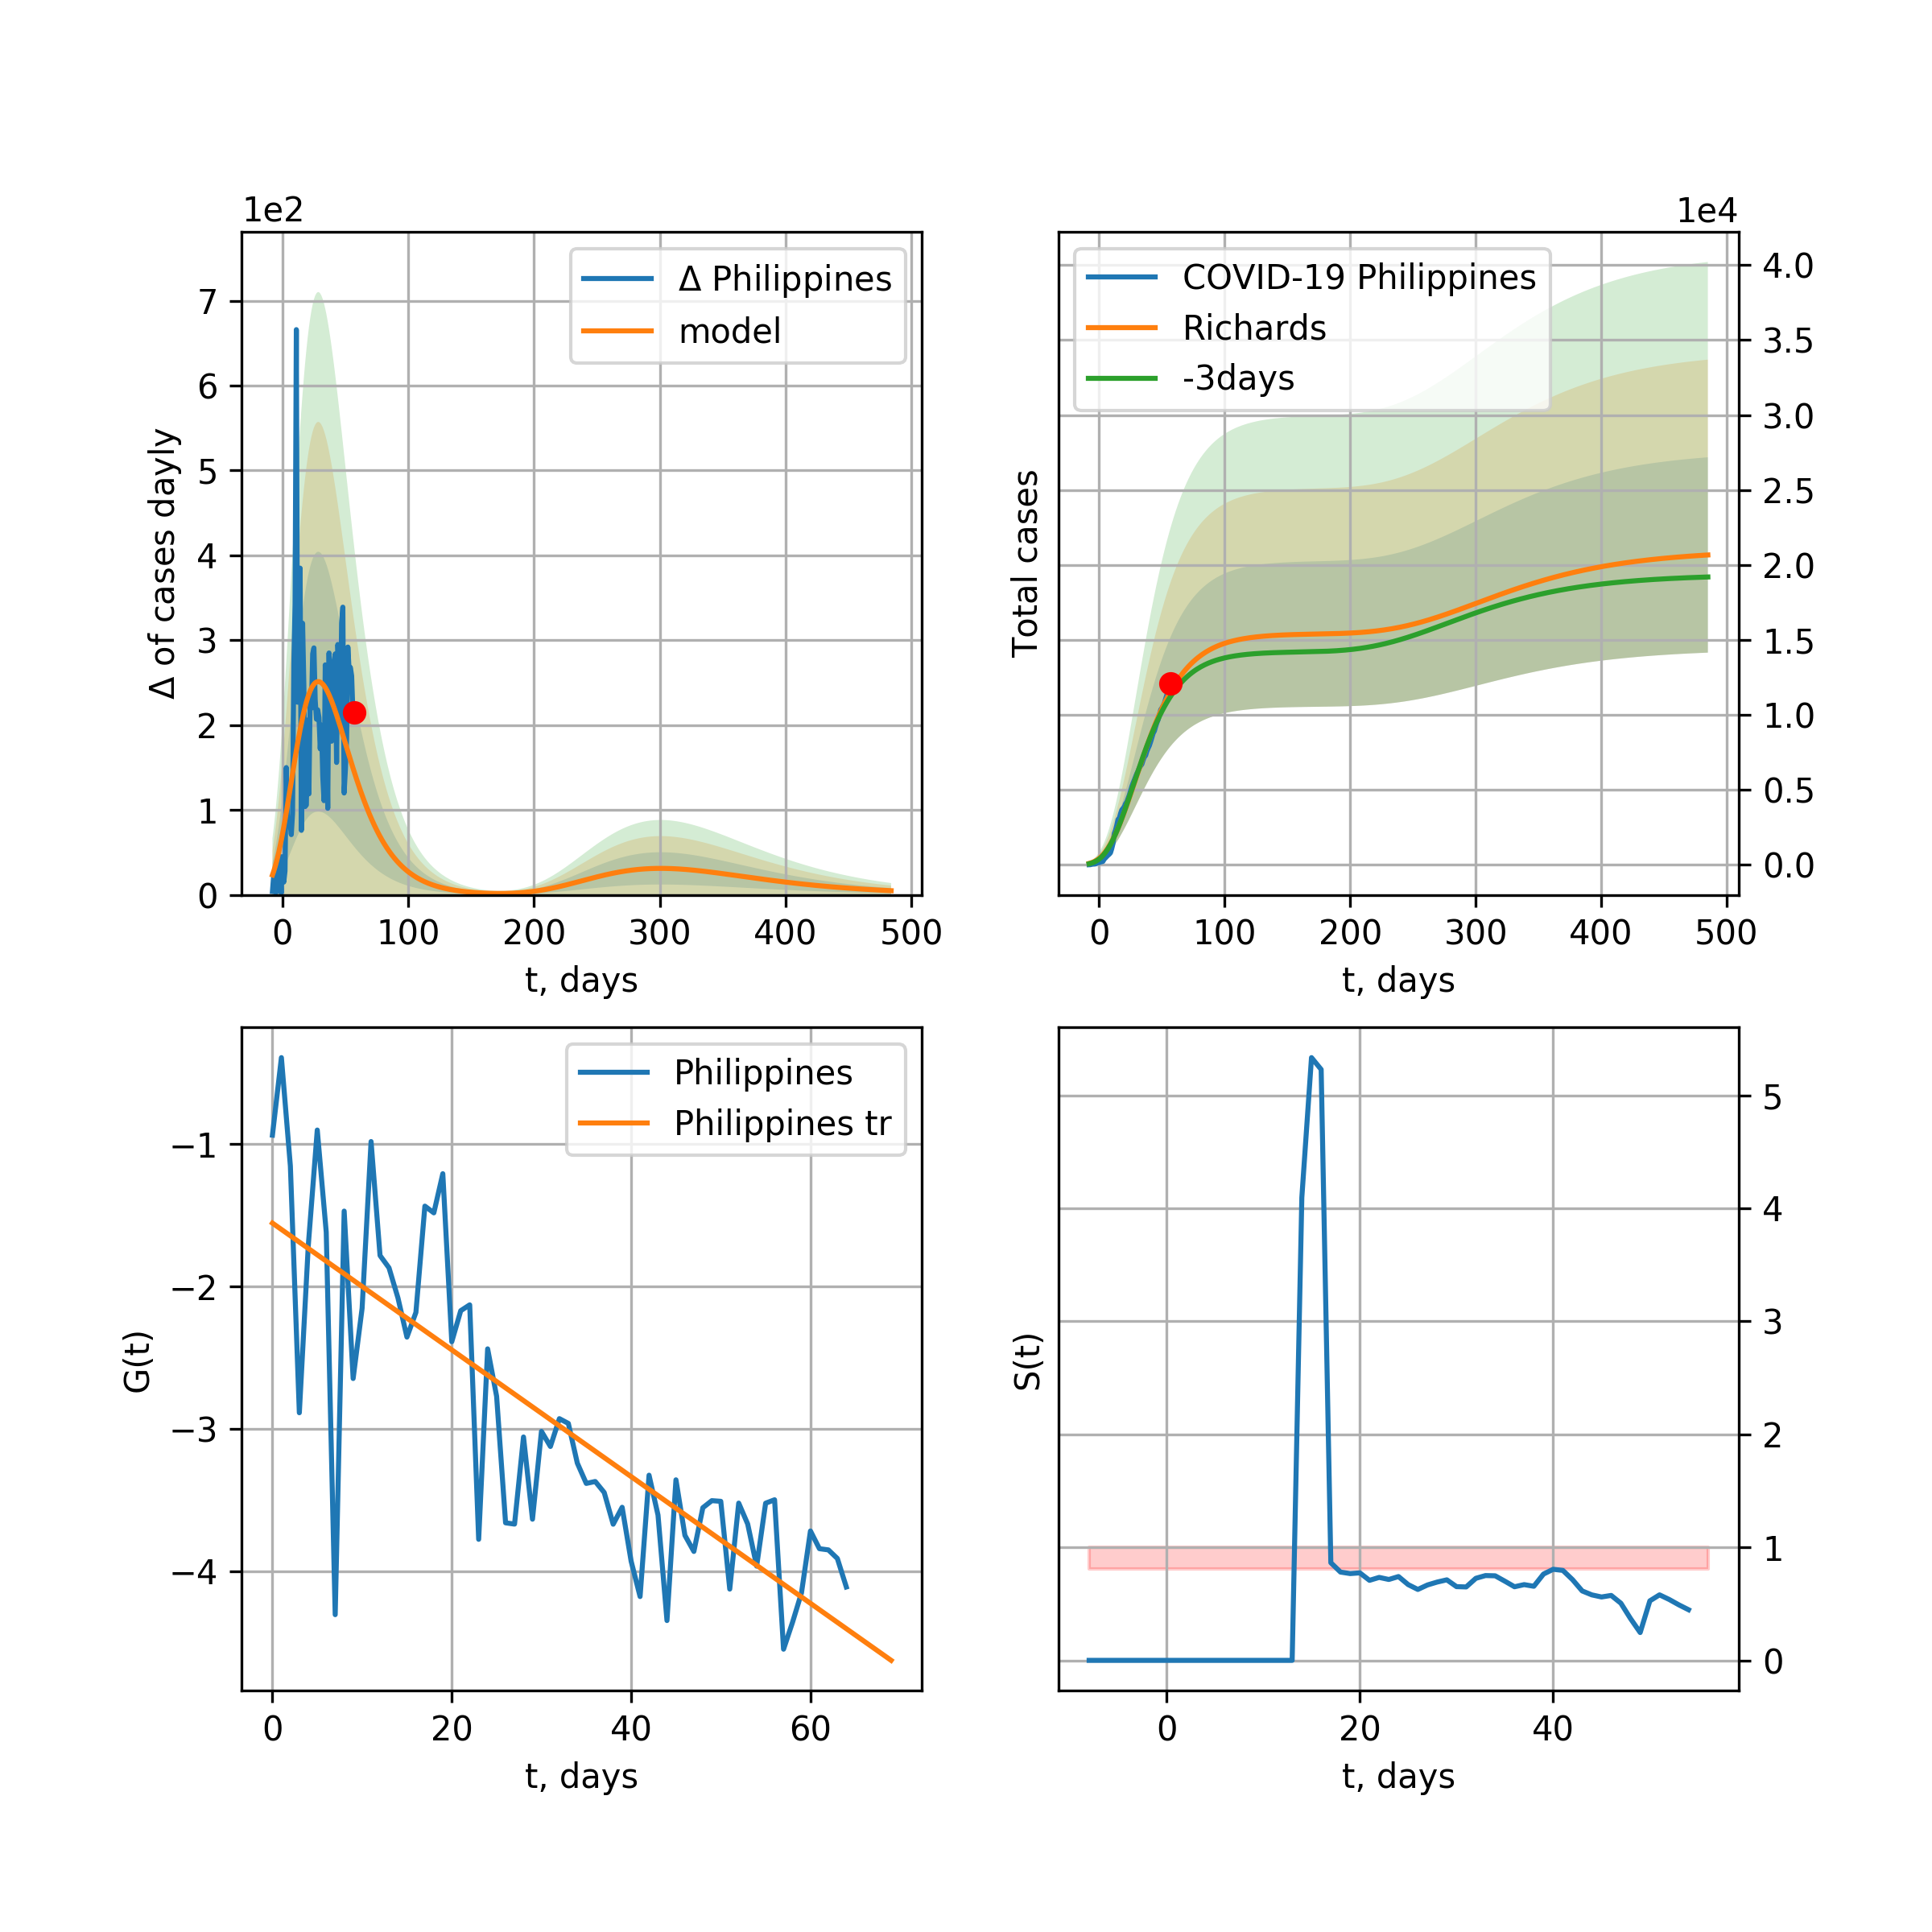 1e2
Δ of cases dayly
7
6
5
4
3
2
1
0
Δ Philippines
model
0 100 200 300 400 500
t, days
1e4
Total cases
COVID-19 Philippines
Richards
-3days
4.0
3.5
3.0
2.5
2.0
1.5
1.0
0.5
0.0
0 100 200 300 400 500
t, days
G(t)
−1
−2
−3
−4
Philippines
Philippines tr
0 20 40 60
t, days
S(t)
5
4
3
2
1
0
0 20 40
t, days